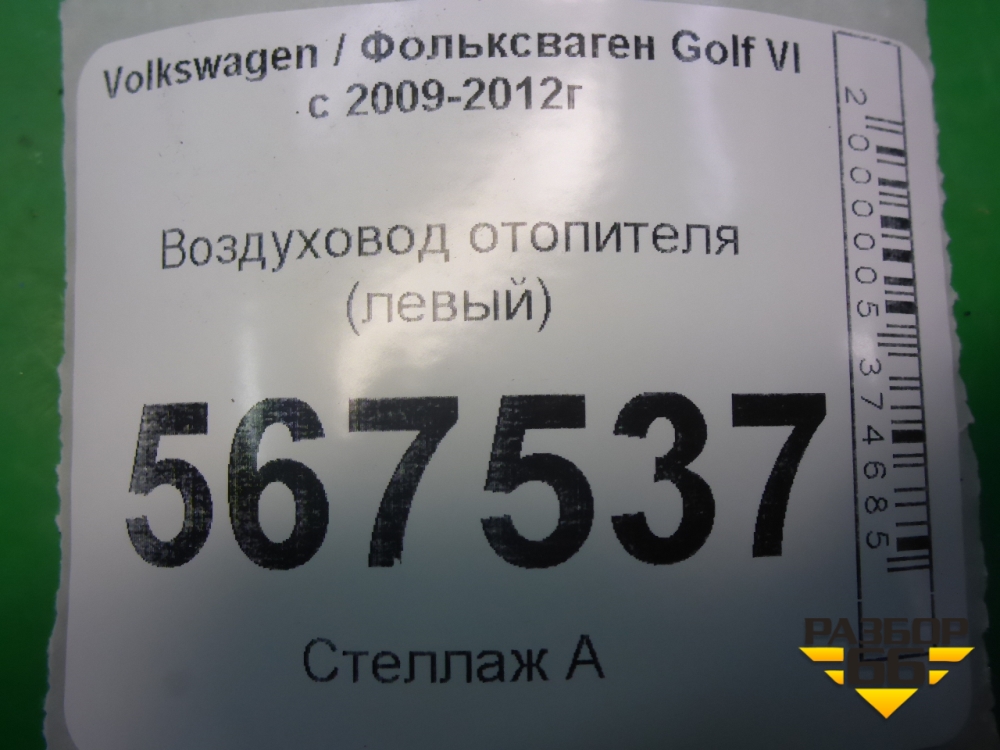 Volkswagen / Фольксваген Golf VI
с 2009-2012г
Воздуховод отопителя
(левый)
567537
Стеллаж А
2000005374685
РАЗБОР
66